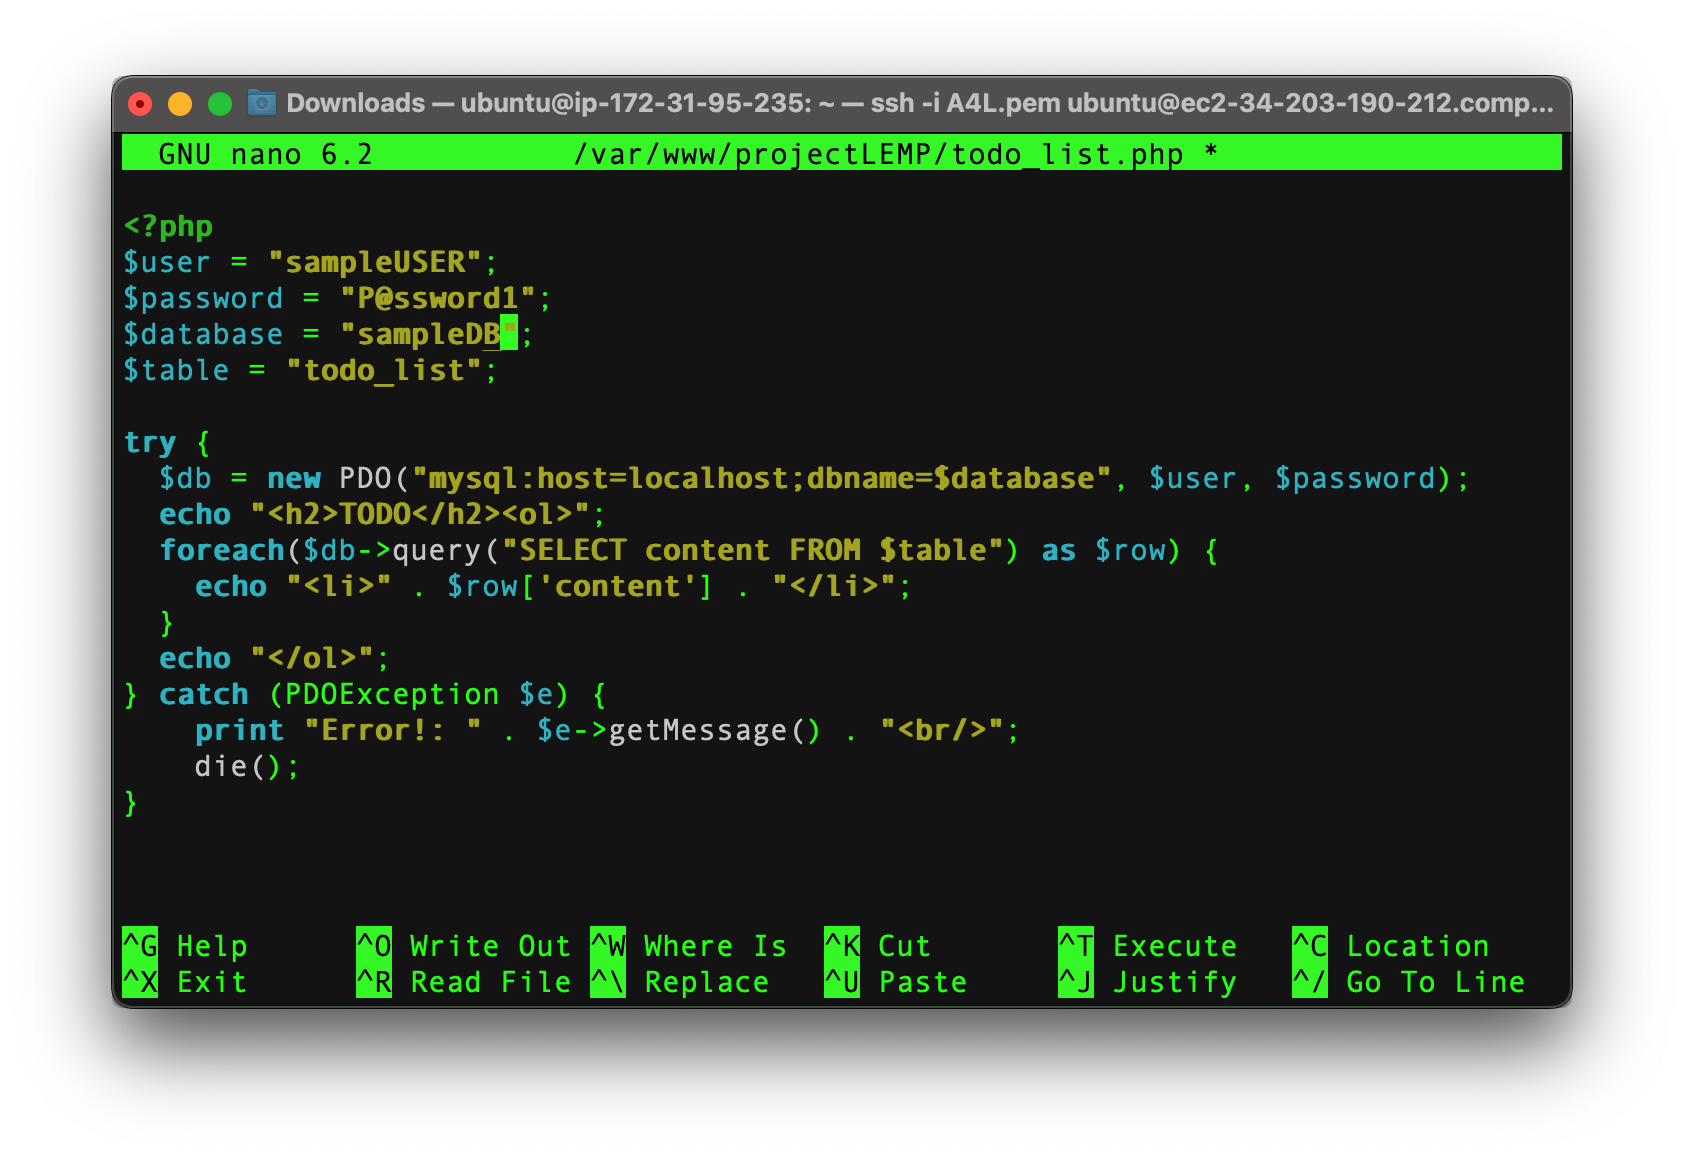 Downloads — ubuntu@ip-172-31-95-235: ~ — ssh -i A4L.pem ubuntu@ec2-34-203-190-212.comp...
GNU nano 6.2 /var/www/projectLEMP/todo_list.php *
<?php
$user = "sampleUSER";
$password = "P@ssword1";
$database = "sampleDB";
$table = "todo_list";
try {
  $db = new PDO("mysql:host=localhost;dbname=$database", $user, $password);
  echo "<h2>TODO</h2><ol>";
  foreach($db->query("SELECT content FROM $table") as $row) {
    echo "<li>" . $row['content'] . "</li>";
  }
  echo "</ol>";
} catch (PDOException $e) {
    print "Error!: " . $e->getMessage() . "<br/>";
    die();
}
^G Help ^O Write Out ^W Where Is ^K Cut ^T Execute ^C Location
^X Exit ^R Read File ^\ Replace ^U Paste ^J Justify ^/ Go To Line